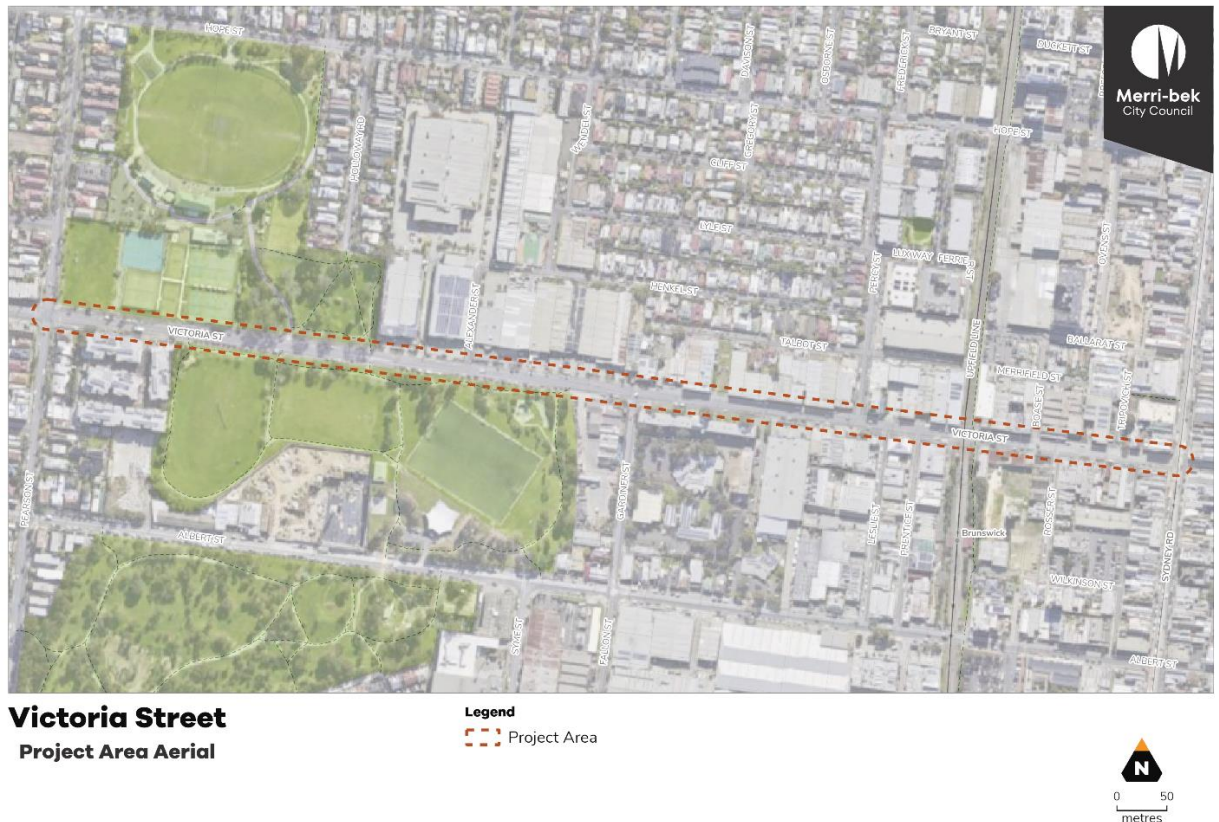 HOPE ST
DAVISON ST
OSBORNE ST
FREDERICK ST
BRYANT ST
DUCKETT ST
Merri-bek
City Council
HOLLOWAY RD
WENDEL ST
GREGORY ST
CLIFF ST
HOPE ST
LYLE ST
PERCY ST
LUXWAY
FERRIER ST
OVENS ST
HENKEL ST
ALEXANDER ST
VICTORIA ST
TALBOT ST
UPFIELD LINE
BALLARAT ST
MERRIFIELD ST
BOASE ST
TRIPOVICH ST
VICTORIA ST
PEARSON ST
GARDINER ST
LESLIE ST
PRENTICE ST
Brunswick
ROSSER ST
SYDNEY RD
ALBERT ST
WILKINSON ST
SYME ST
FALLON ST
ALBERT ST
Victoria Street
Project Area Aerial
Legend
Project Area
N
0 50
metres